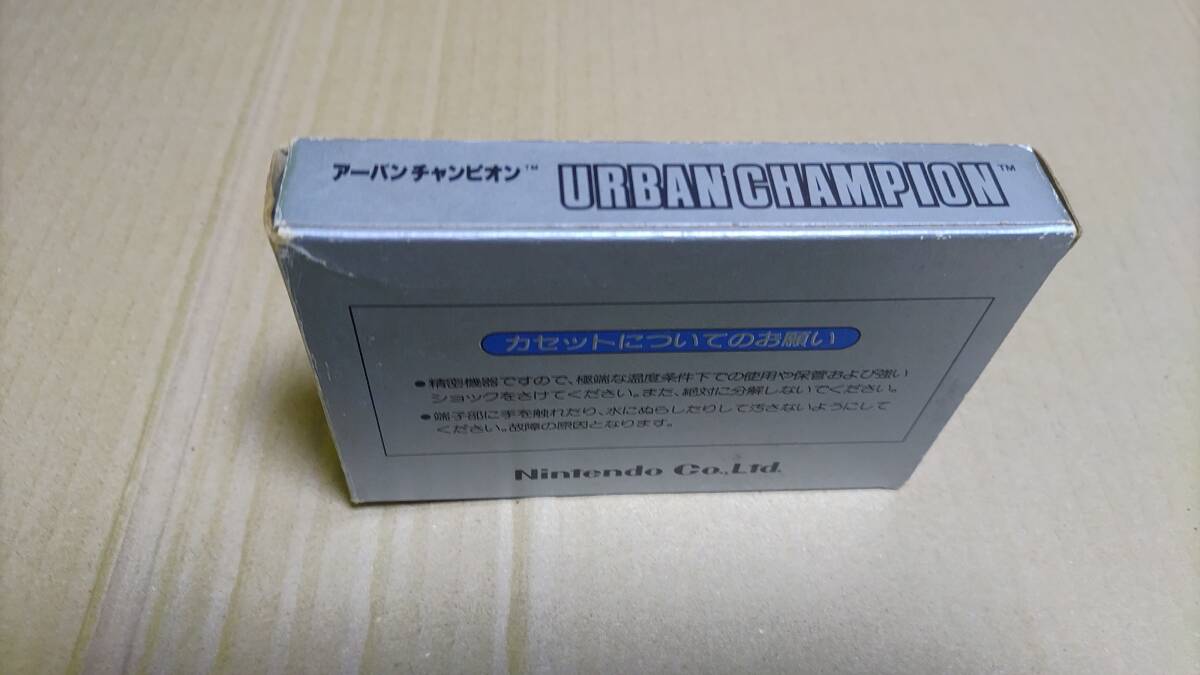 アーバンチャンピオン™ URBAN CHAMPION™
カセットについてのお願い
●精密機器ですので、極端な温度条件下での使用や保管および強い
ショックをさけてください。また、絶対に分解しないでください。
●端子部に手を触れたり、水にぬらしたりして汚さないようにして
ください。故障の原因となります。
Nintendo Co.,Ltd.